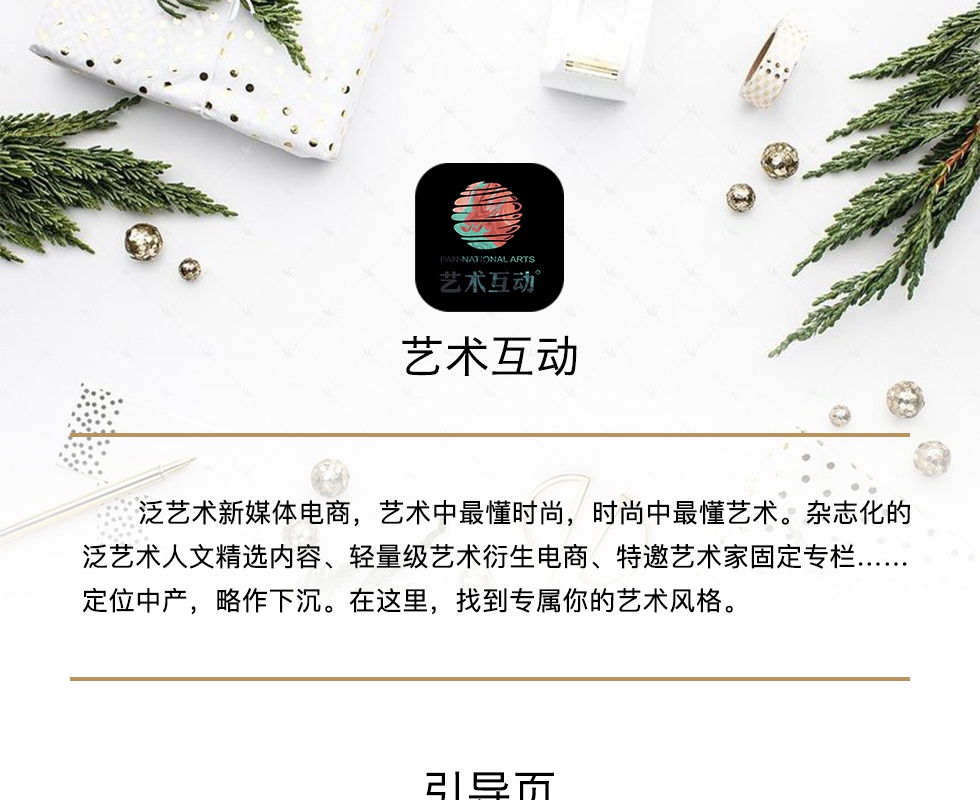 PAN-NATIONAL ARTS
艺术互动
艺术互动
泛艺术新媒体电商，艺术中最懂时尚，时尚中最懂艺术。杂志化的
泛艺术人文精选内容、轻量级艺术衍生电商、特邀艺术家固定专栏……
定位中产，略作下沉。在这里，找到专属你的艺术风格。
引导页